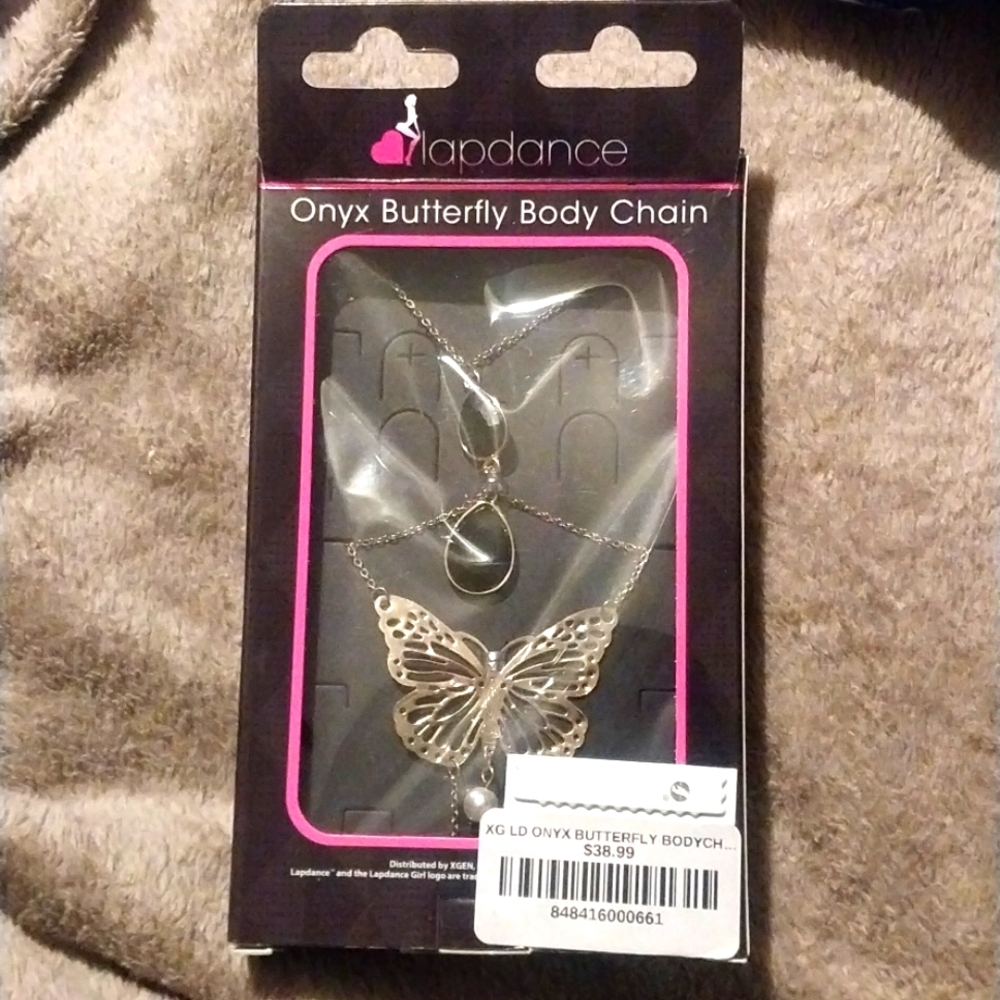 lapdance
Onyx Butterfly Body Chain
Distributed by XGEN,
Lapdance™ and the Lapdance Girl logo are
XG LD ONYX BUTTERFLY BODYCH...
$38.99
848416000661